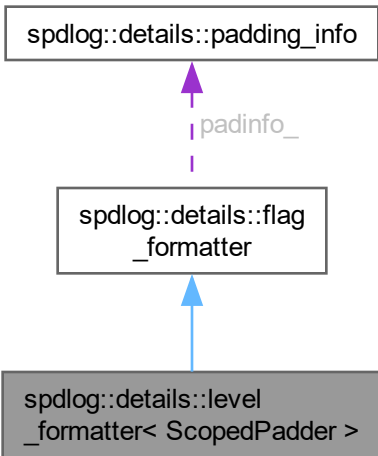 spdlog::details::padding_info
padinfo_
spdlog::details::flag
_formatter
spdlog::details::level
_formatter< ScopedPadder >